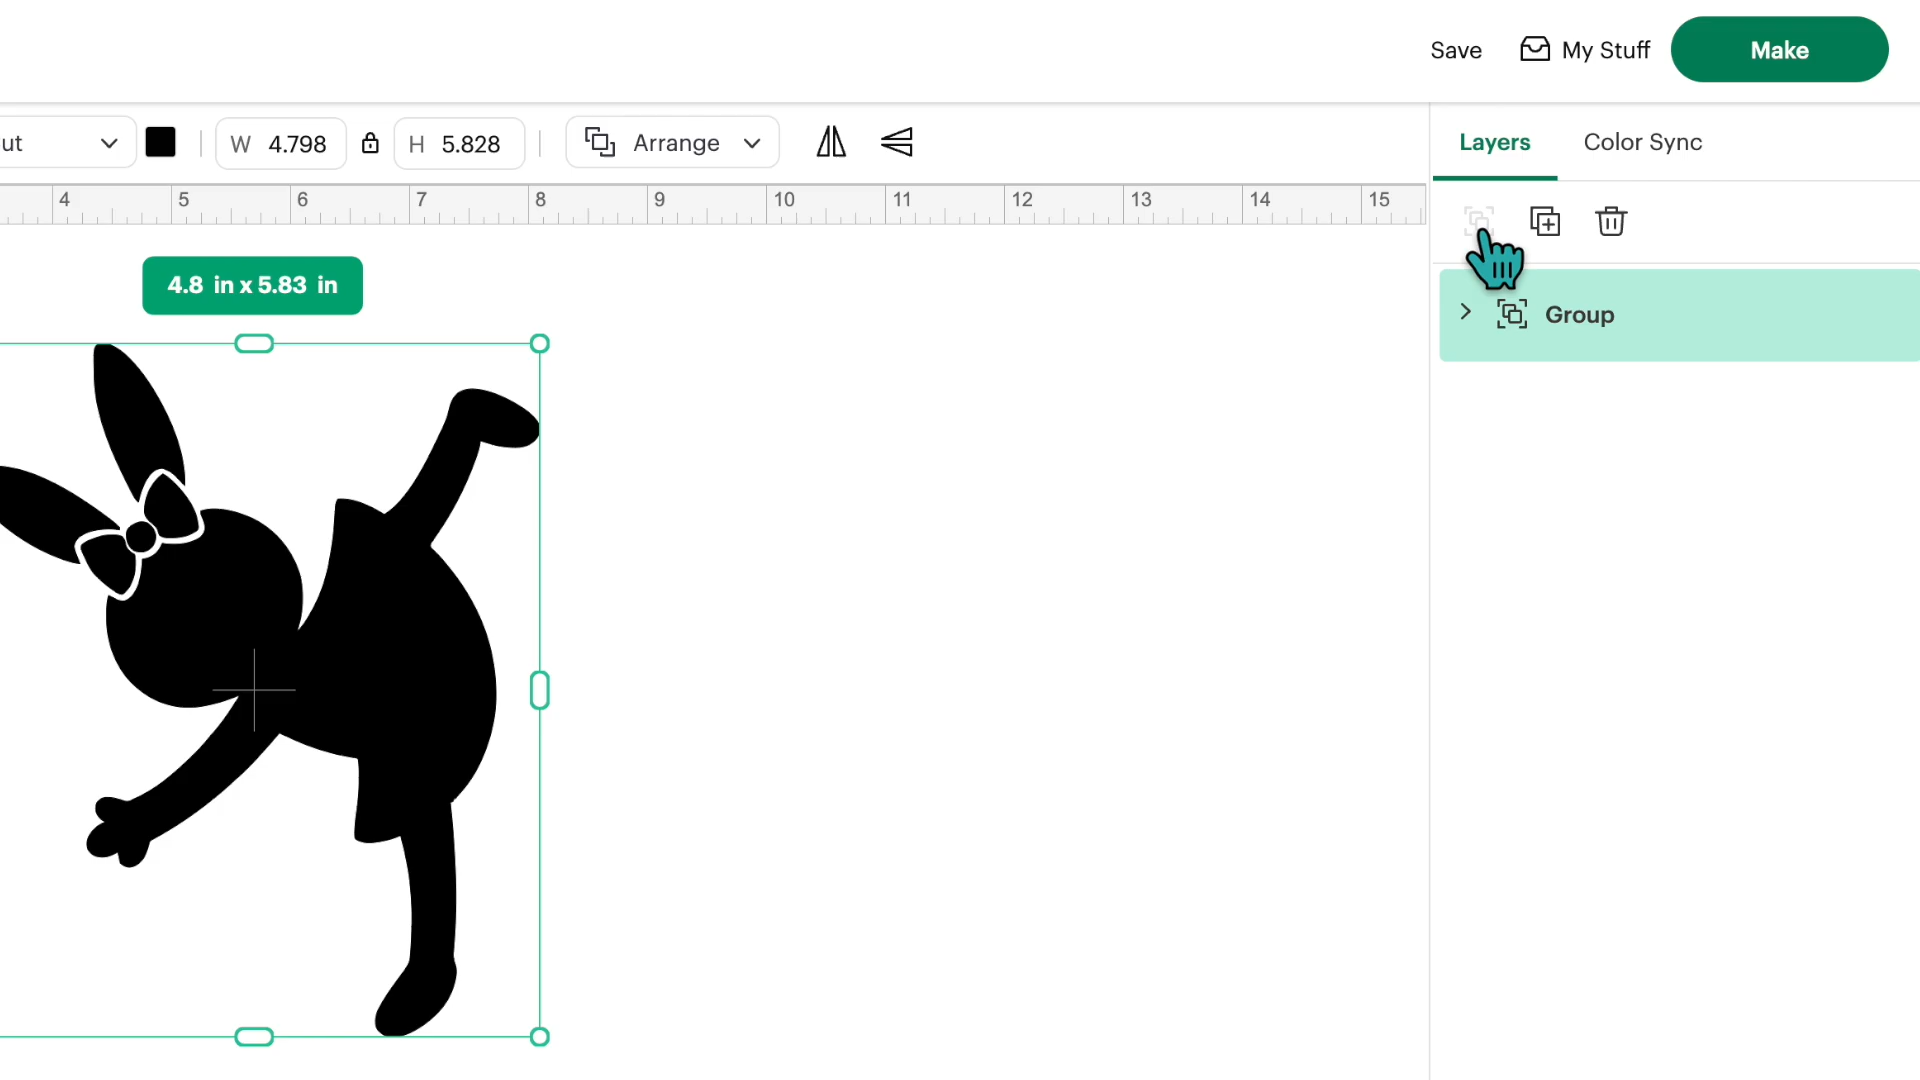 Save My Stuff Make
ut W 4.798 H 5.828 Arrange
Layers Color Sync
4 5 6 7 8 9 10 11 12 13 14 15
4.8 in x 5.83 in
Group